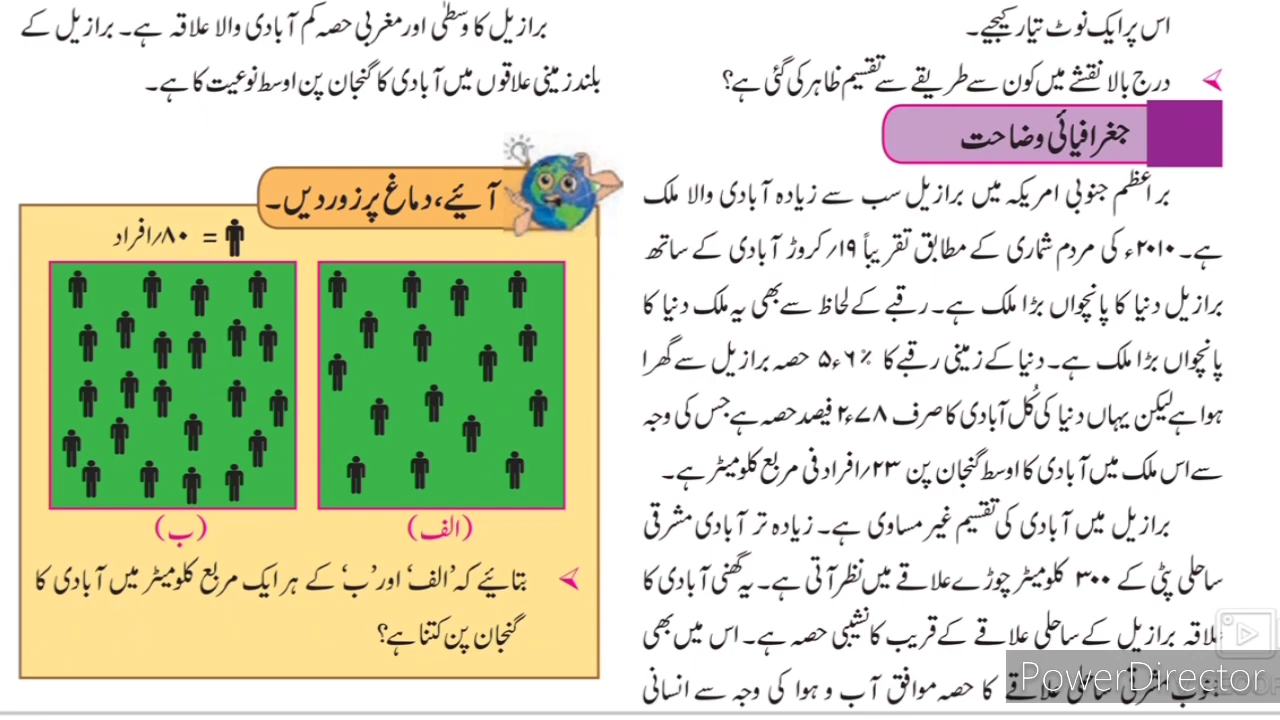 اس پر ایک نوٹ تیار کیجیے۔
درج بالا نقشے میں کون سے طریقے سے تقسیم ظاہر کی گئی ہے؟
جغرافیائی وضاحت
برِاعظم جنوبی امریکہ میں برازیل سب سے زیادہ آبادی والا ملک
ہے۔ ۲۰۱۰ء کی مردم شماری کے مطابق تقریباً ۱۹؍کروڑ آبادی کے ساتھ
برازیل دنیا کا پانچواں بڑا ملک ہے۔ رقبے کے لحاظ سے بھی یہ ملک دنیا کا
پانچواں بڑا ملک ہے۔ دنیا کے زمینی رقبے کا ۵ء۶% حصہ برازیل سے گھرا
ہوا ہے لیکن یہاں دنیا کی کُل آبادی کا صرف ۲ء۷۸ فیصد حصہ ہے جس کی وجہ
سے اس ملک میں آبادی کا اوسط گنجان پن ۲۳؍افراد فی مربع کلومیٹر ہے۔
برازیل میں آبادی کی تقسیم غیر مساوی ہے۔ زیادہ تر آبادی مشرقی
ساحلی پٹی کے ۳۰۰ کلومیٹر چوڑے علاقے میں نظر آتی ہے۔ یہ گھنی آبادی کا
علاقہ برازیل کے ساحلی علاقے کے قریب کا نشیبی حصہ ہے۔ اس میں بھی
جنوب مشرقی ساحلی علاقے کا حصہ موافق آب و ہوا کی وجہ سے انسانی
برازیل کا وسطیٰ اور مغربی حصہ کم آبادی والا علاقہ ہے۔ برازیل کے
بلند زمینی علاقوں میں آبادی کا گنجان پن اوسط نوعیت کا ہے۔
آئیے، دماغ پر زور دیں۔
= ۸۰؍افراد
(الف)
(ب)
بتائیے کہ 'الف' اور 'ب' کے ہر ایک مربع کلومیٹر میں آبادی کا
گنجان پن کتنا ہے؟
PowerDirector